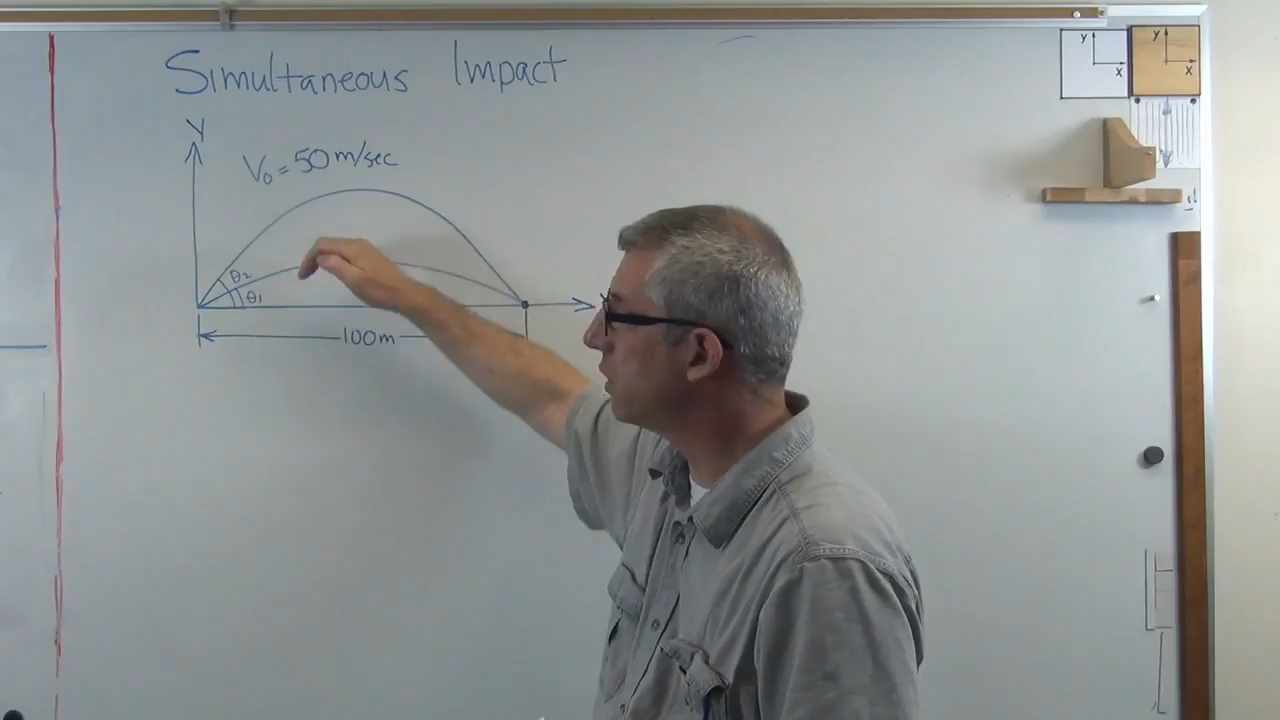 Simultaneous Impact
Y
V₀ = 50 m/sec
θ₂
θ₁
100m
y
x
y
x